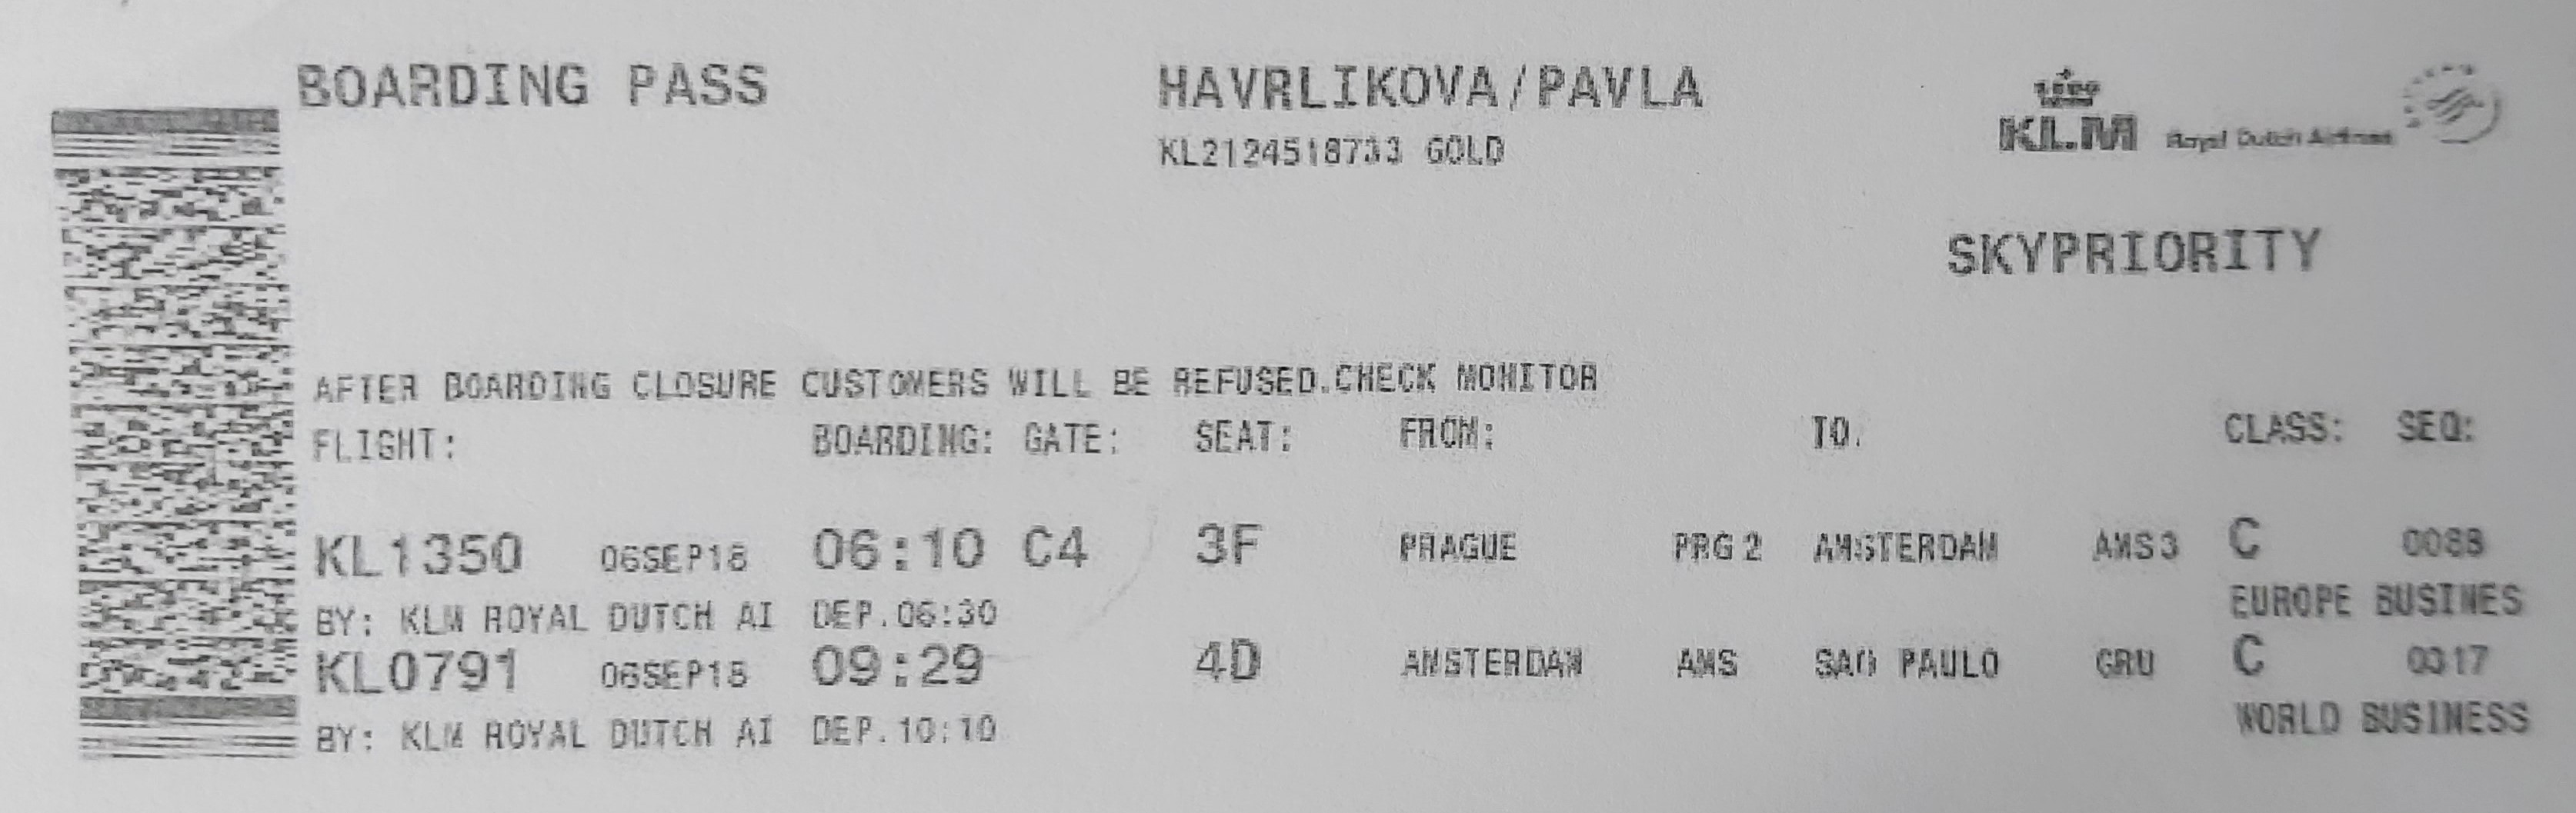 BOARDING PASS HAVRLIKOVA/PAVLA
KL2124518733 GOLD
KLM Royal Dutch Airlines
SKYPRIORITY
AFTER BOARDING CLOSURE CUSTOMERS WILL BE REFUSED.CHECK MONITOR
FLIGHT: BOARDING: GATE: SEAT: FROM: TO. CLASS: SEQ:
KL1350 06SEP18 06:10 C4 3F PRAGUE PRG 2 AMSTERDAM AMS 3 C 0088
BY: KLM ROYAL DUTCH AI DEP.06:30 EUROPE BUSINES
KL0791 06SEP18 09:29 4D AMSTERDAM AMS SAO PAULO GRU C 0017
BY: KLM ROYAL DUTCH AI DEP.10:10 WORLD BUSINESS